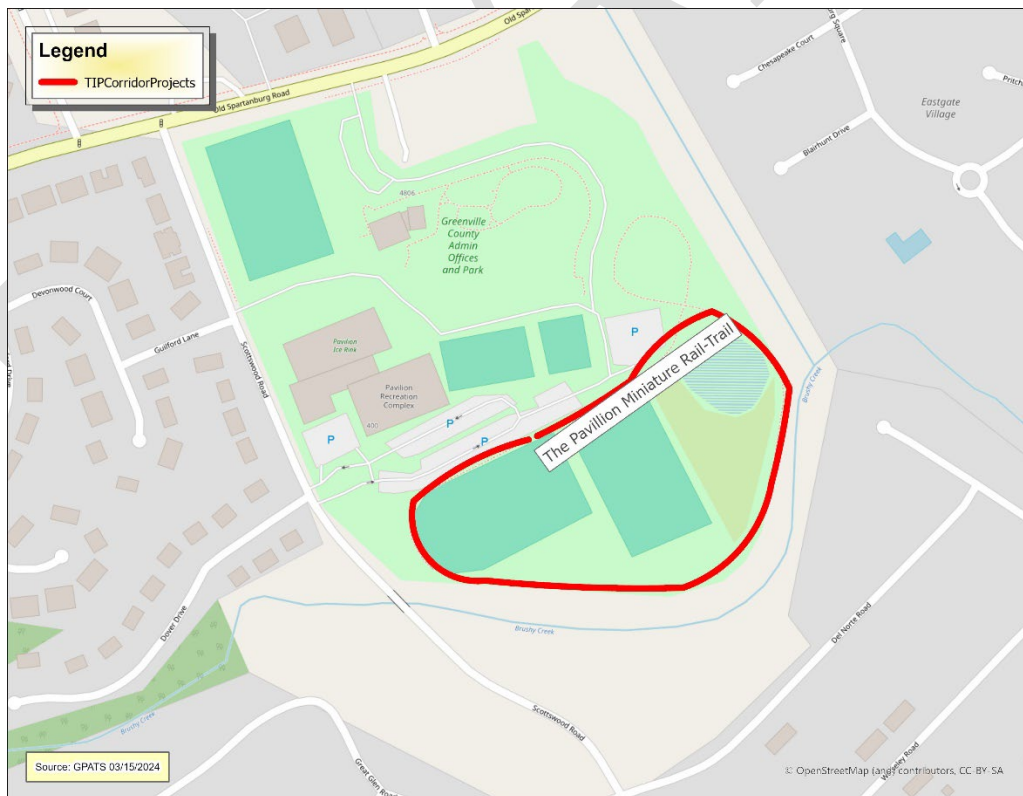 Legend
TIPCorridorProjects
Old Spartanburg Road
Old Spa
Chesapeake Court
Square
Pritch
Eastgate
Village
Blairhunt Drive
4806
Greenville
County
Admin
Offices
and Park
Devonwood Court
Guilford Lane
Scottswood Road
Pavilion
Ice Rink
Pavilion
Recreation
Complex
400
P
P
P
P
The Pavillion Miniature Rail-Trail
Brushy Creek
Dover Drive
Brushy Creek
Del Norte Road
Brushy Creek
Scottswood Road
Great Glen Road
Source: GPATS 03/15/2024
© OpenStreetMap (and) contributors, CC-BY-SA